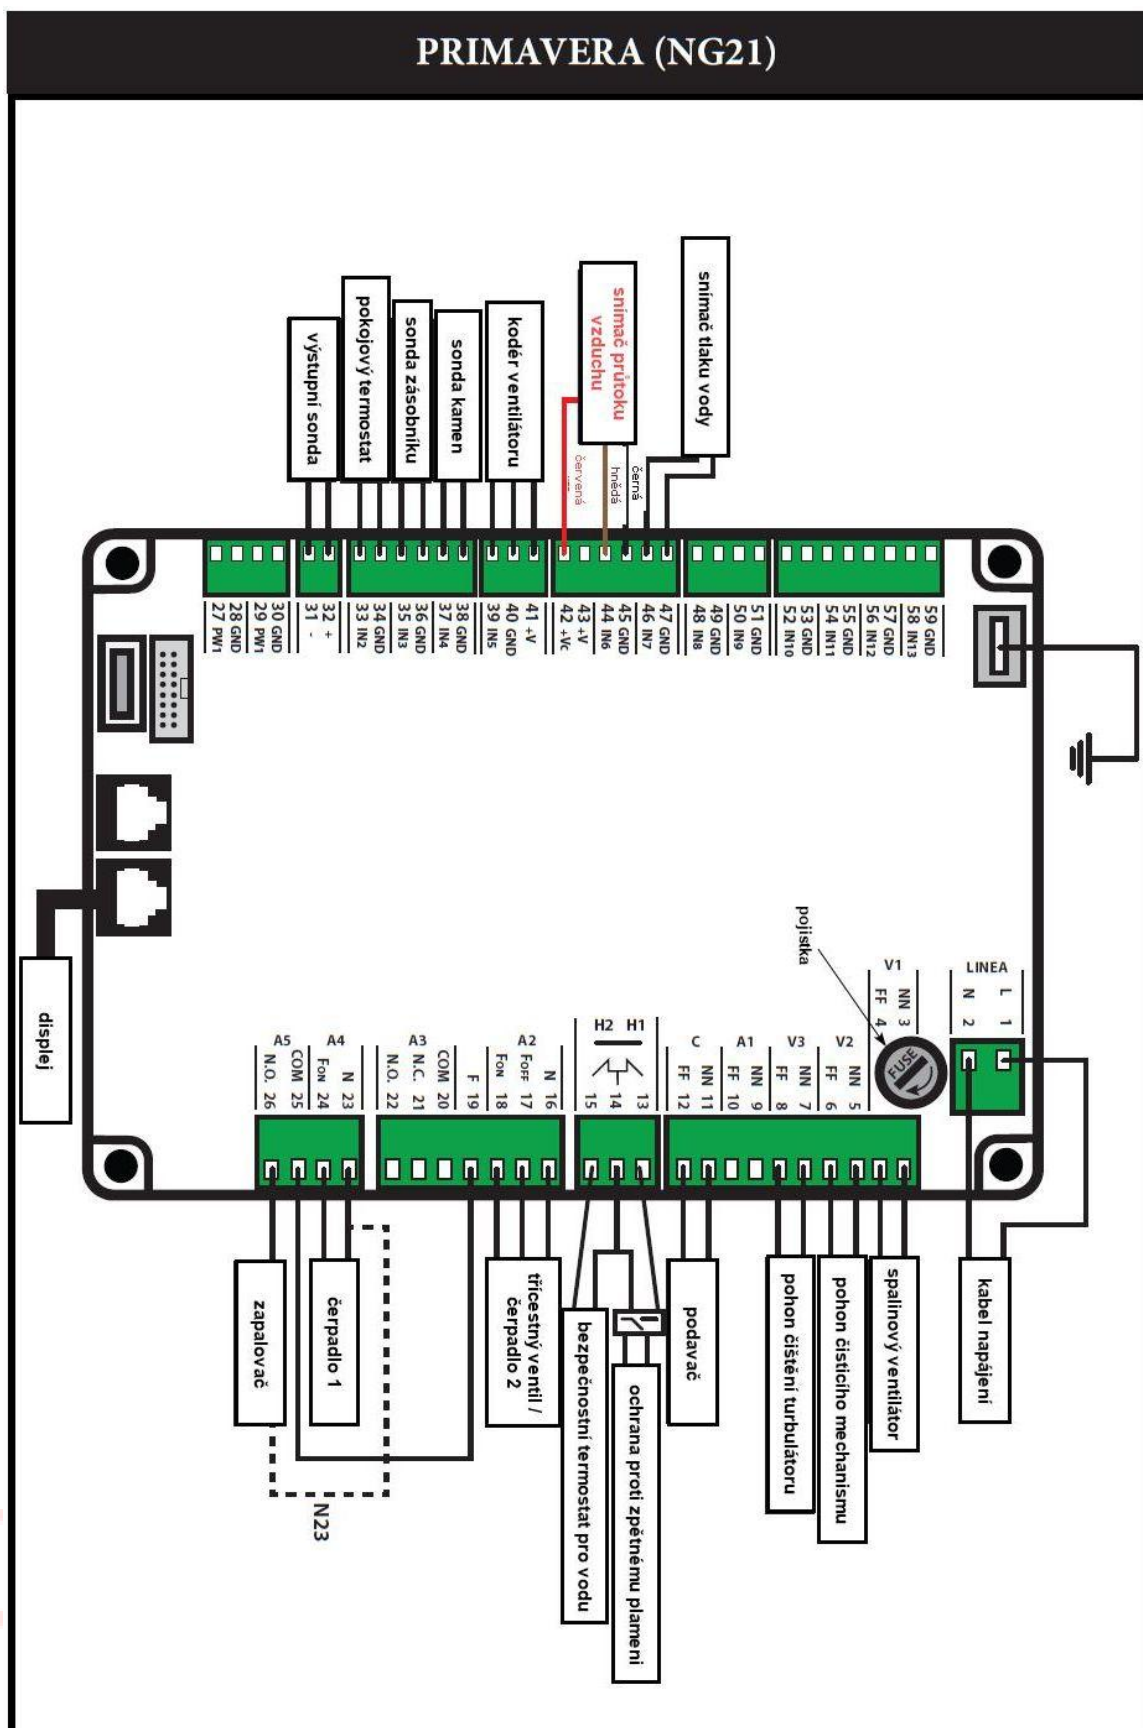 PRIMAVERA (NG21)
výstupní sonda
pokojový termostat
sonda zásobníku
sonda kamen
kodér ventilátoru
snímač průtoku
vzduchu
snímač tlaku vody
červená
hnědá
černá
27 PW1
28 GND
29 PW1
30 GND
31 -
32 +
33 IN2
34 GND
35 IN3
36 GND
37 IN4
38 GND
39 IN5
40 GND
41 +V
42 +Vc
43 +V
44 IN6
45 GND
46 IN7
47 GND
48 IN8
49 GND
50 IN9
51 GND
52 IN10
53 GND
54 IN11
55 GND
56 IN12
57 GND
58 IN13
59 GND
displej
pojistka
FUSE
LINEA
L 1
N 2
V1
NN 3
FF 4
V2
NN 5
FF 6
V3
NN 7
FF 8
A1
NN 9
FF 10
C
NN 11
FF 12
H2 H1
13
14
15
A2
N 16
FOFF 17
FON 18
F 19
A3
COM 20
N.C. 21
N.O. 22
A4
N 23
FON 24
A5
COM 25
N.O. 26
zapalovač
čerpadlo 1
N23
třícestný ventil /
čerpadlo 2
bezpečnostní termostat pro vodu
ochrana proti zpětnému plameni
podavač
pohon čištění turbulátoru
pohon čisticího mechanismu
spalinový ventilátor
kabel napájení